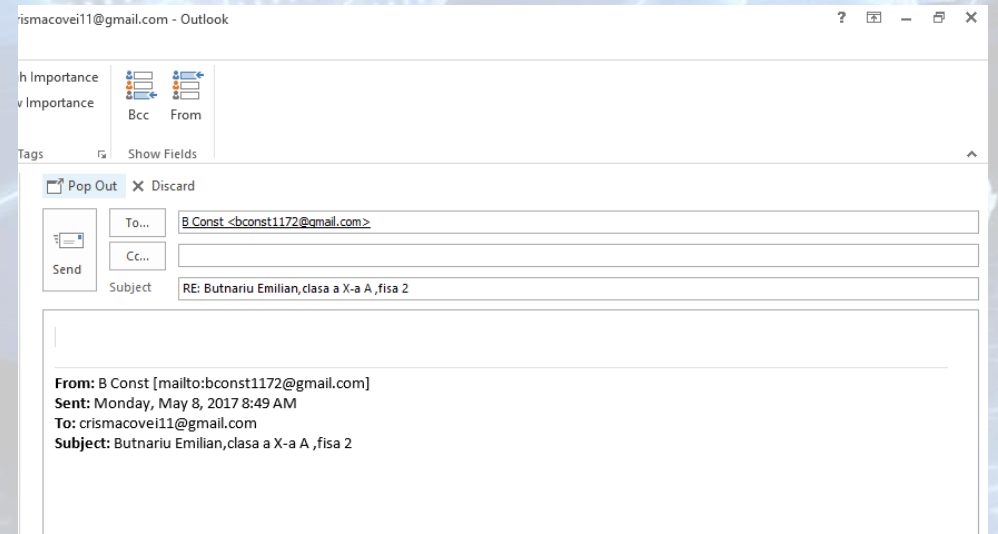 rismacovei11@gmail.com - Outlook
?
h Importance
w Importance
Bcc
From
Tags
Show Fields
Pop Out
Discard
Send
To...
B Const <bconst1172@gmail.com>
Cc...
Subject
RE: Butnariu Emilian,clasa a X-a A ,fisa 2
From: B Const [mailto:bconst1172@gmail.com]
Sent: Monday, May 8, 2017 8:49 AM
To: crismacovei11@gmail.com
Subject: Butnariu Emilian,clasa a X-a A ,fisa 2